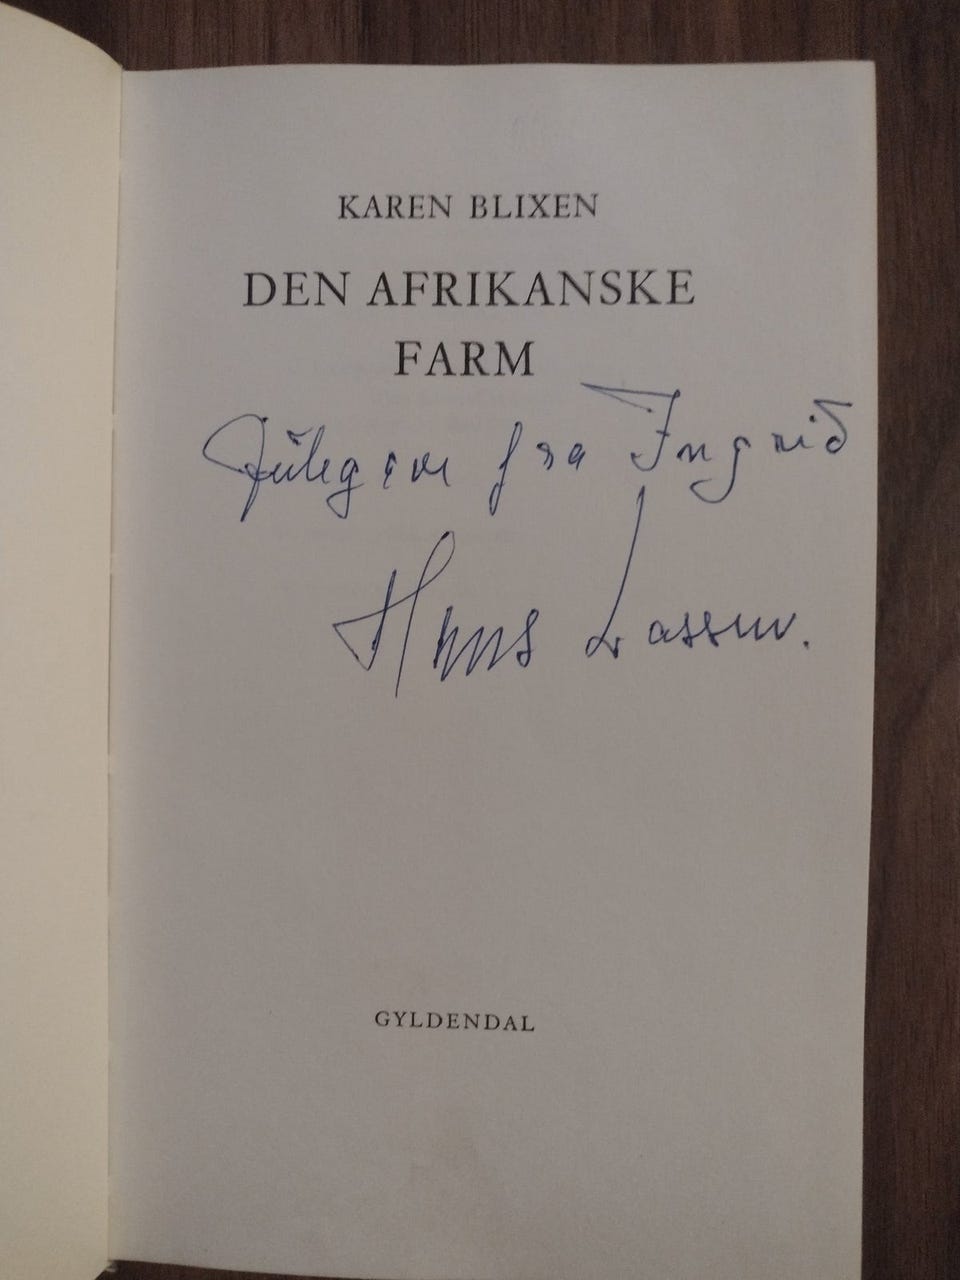 KAREN BLIXEN
DEN AFRIKANSKE
FARM
Julegave fra Ingrid
Hans Lassen.
GYLDENDAL